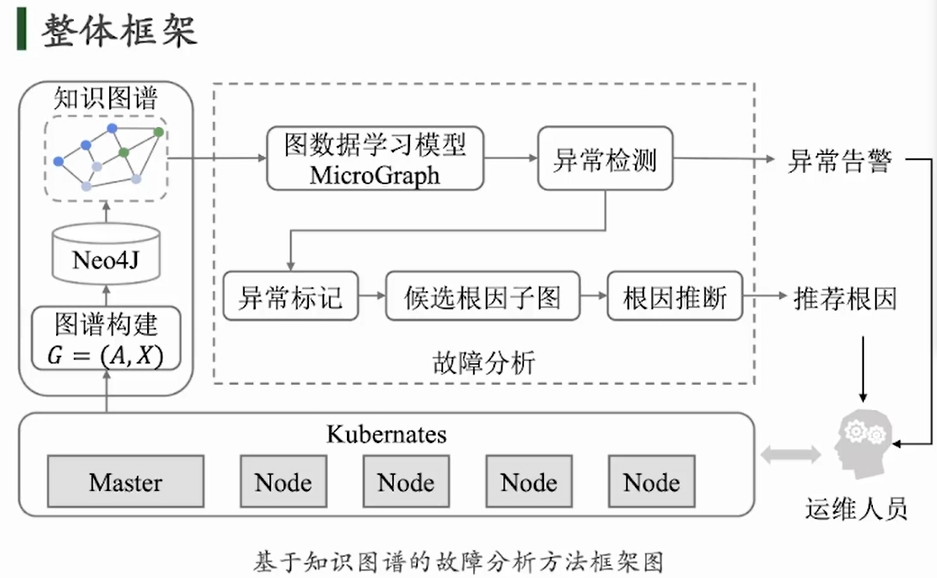 整体框架
知识图谱
图数据学习模型
MicroGraph
异常检测
异常告警
Neo4J
异常标记
候选根因子图
根因推断
推荐根因
图谱构建
G = (A, X)
故障分析
Kubernates
Master
Node
Node
Node
Node
运维人员
基于知识图谱的故障分析方法框架图